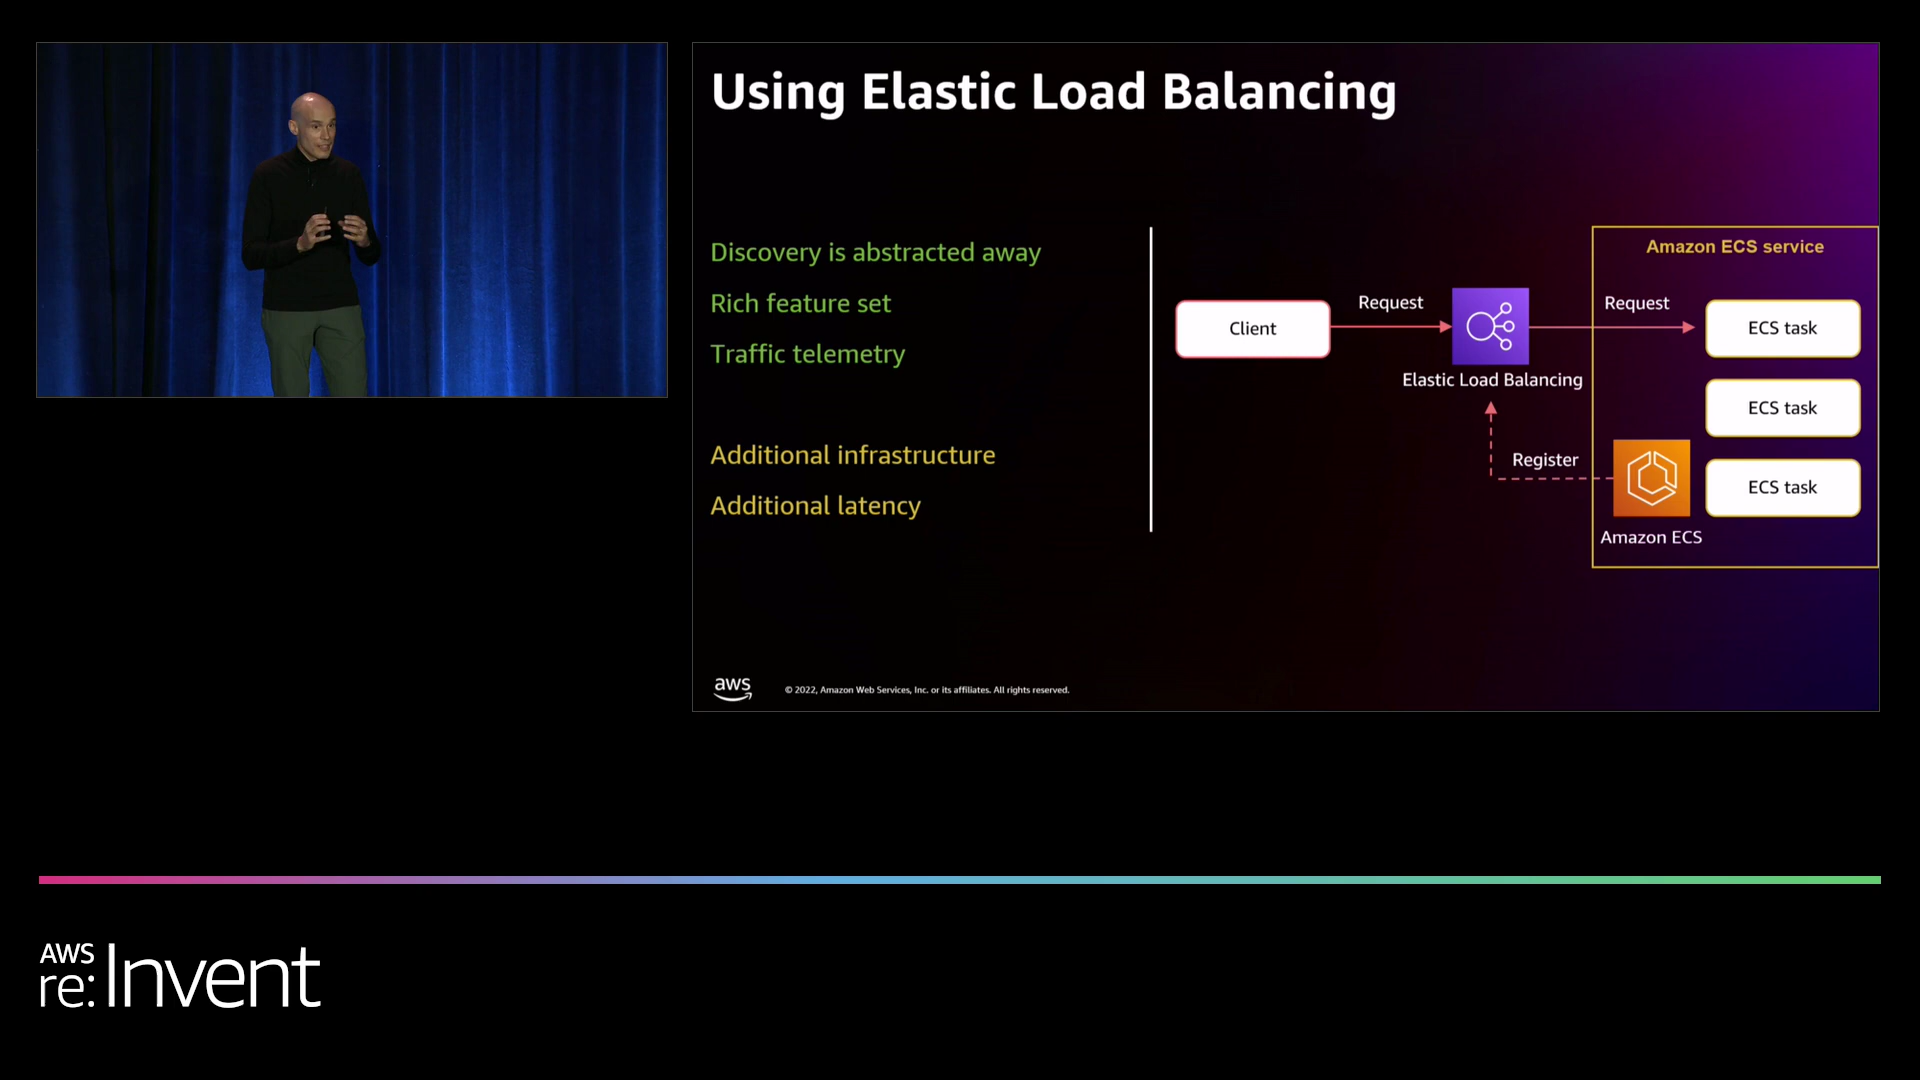 Using Elastic Load Balancing
Discovery is abstracted away
Rich feature set
Traffic telemetry
Additional infrastructure
Additional latency
Client
Request
Elastic Load Balancing
Register
Amazon ECS service
Request
ECS task
ECS task
ECS task
Amazon ECS
aws
© 2022, Amazon Web Services, Inc. or its affiliates. All rights reserved.
AWS
re:Invent